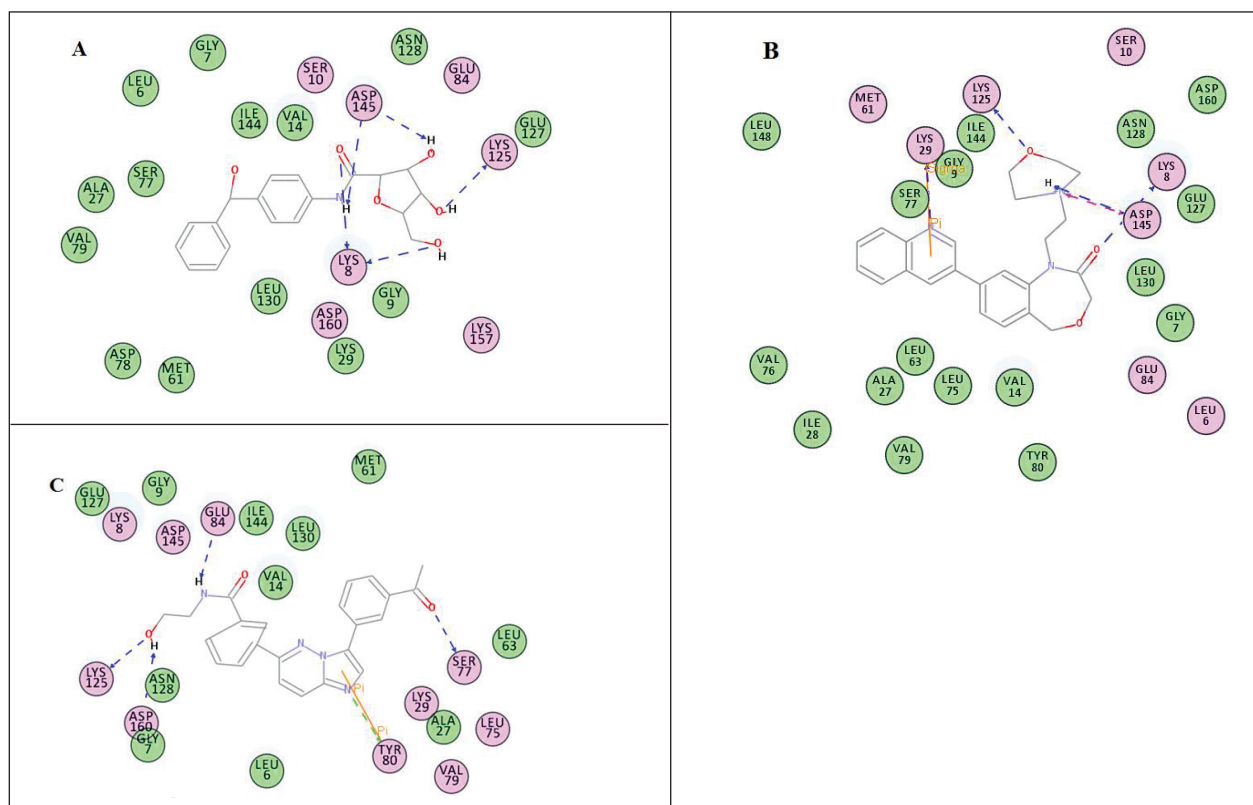 A
GLY
7
ASN
128
LEU
6
SER
10
GLU
84
ASP
145
ILE
144
VAL
14
GLU
127
LYS
125
SER
77
ALA
27
VAL
79
O
O
N
H
H
O
O
O
H
O
H
LYS
8
LEU
130
GLY
9
ASP
160
LYS
29
LYS
157
ASP
78
MET
61
B
SER
10
LYS
125
MET
61
ASP
160
LEU
148
LYS
29
ILE
144
ASN
128
GLY
9
Sigma
LYS
8
SER
77
O
H
N
GLU
127
ASP
145
Pi
O
N
LEU
130
O
GLY
7
VAL
76
LEU
63
ALA
27
LEU
75
VAL
14
GLU
84
LEU
6
ILE
28
VAL
79
TYR
80
C
MET
61
GLU
127
GLY
9
LYS
8
GLU
84
ASP
145
ILE
144
LEU
130
VAL
14
H
N
O
O
O
H
LEU
63
SER
77
N
N
N
LYS
125
ASN
128
Pi
LYS
29
ASP
160
ALA
27
LEU
75
GLY
7
Pi
LEU
6
TYR
80
VAL
79